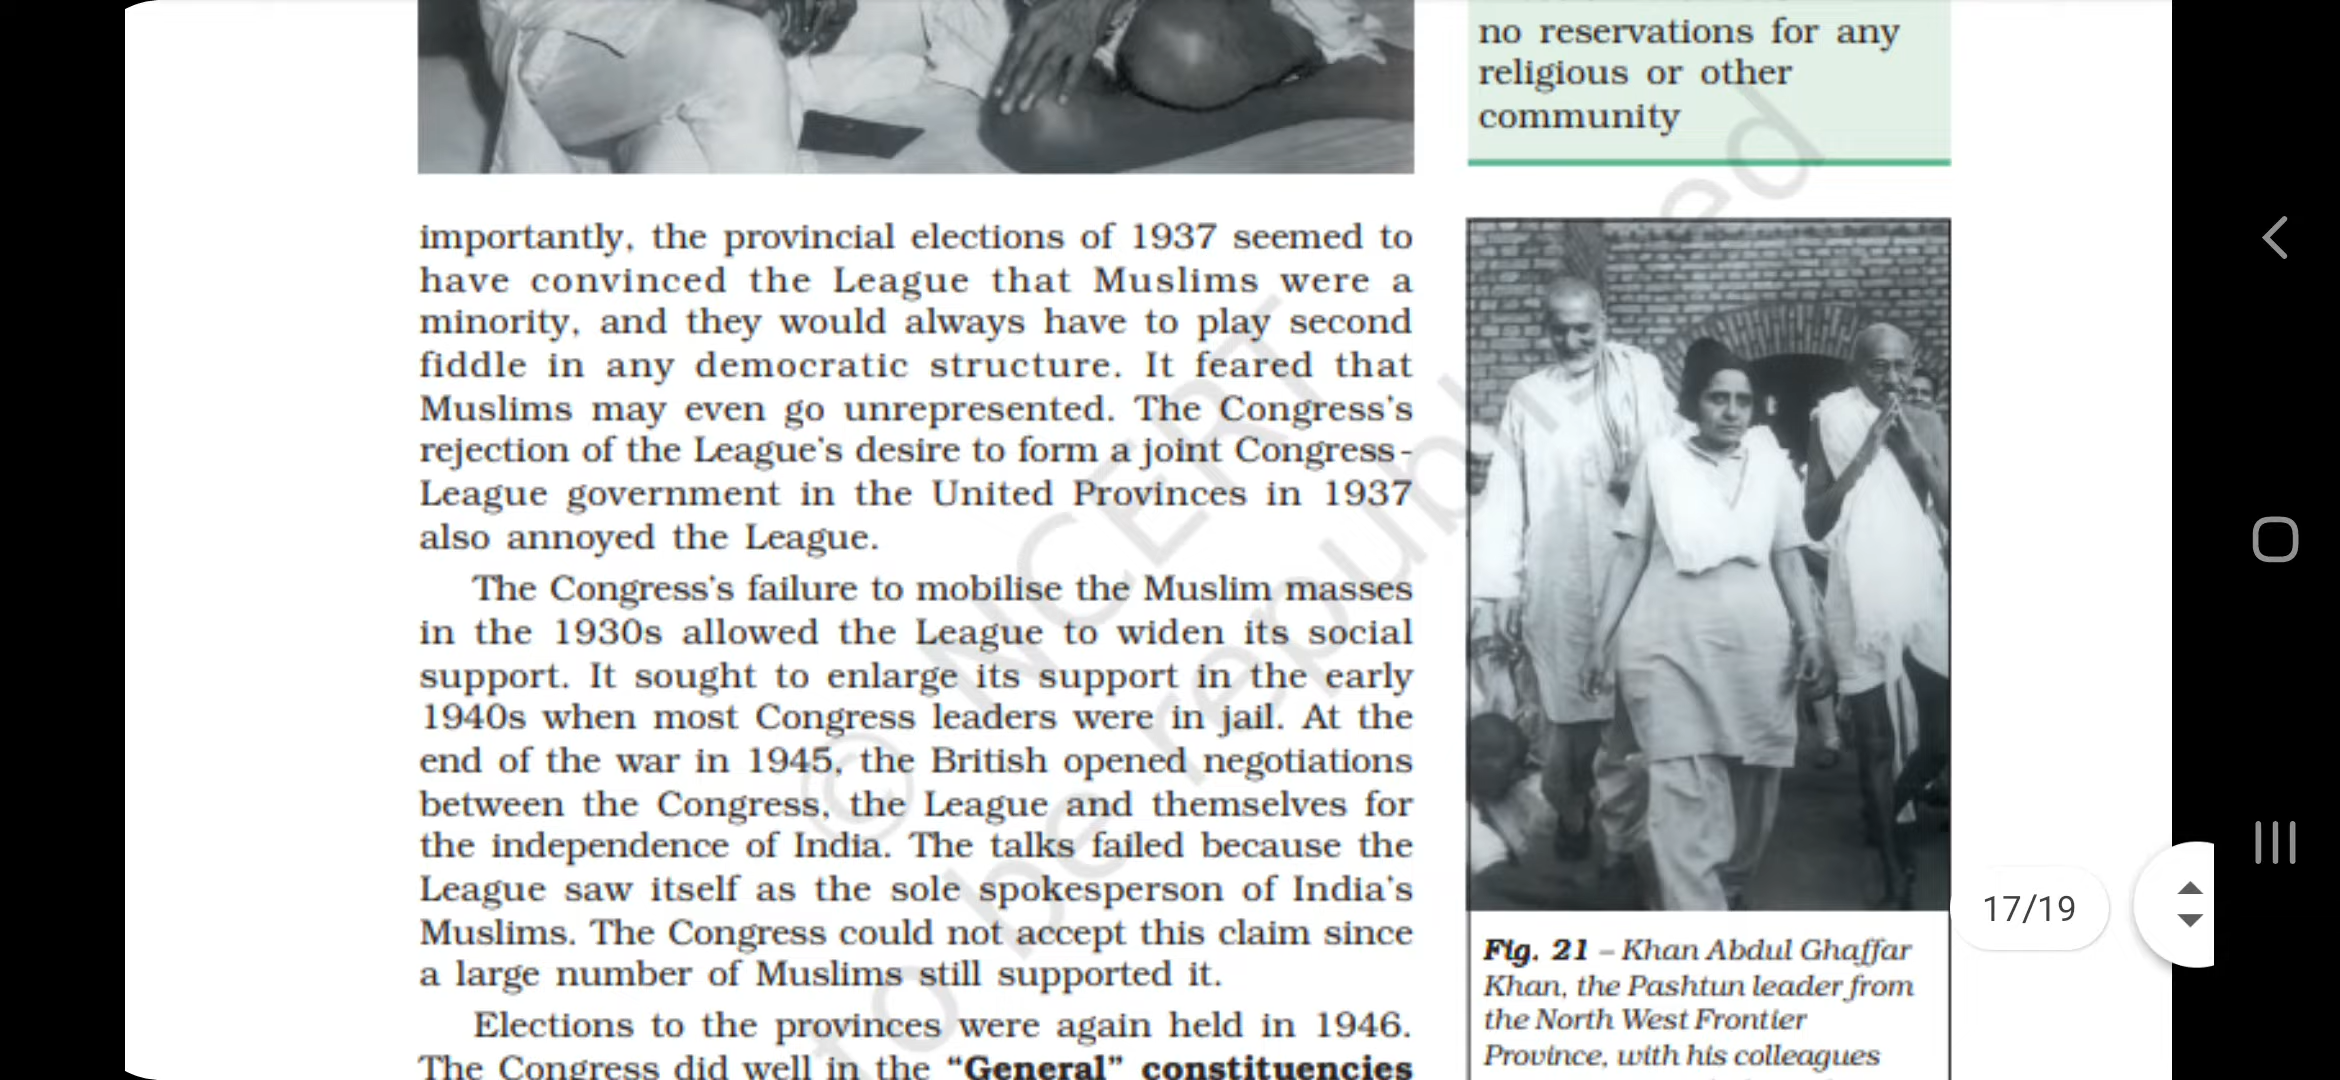 no reservations for any
religious or other
community
importantly, the provincial elections of 1937 seemed to
have convinced the League that Muslims were a
minority, and they would always have to play second
fiddle in any democratic structure. It feared that
Muslims may even go unrepresented. The Congress's
rejection of the League's desire to form a joint Congress-
League government in the United Provinces in 1937
also annoyed the League.
The Congress's failure to mobilise the Muslim masses
in the 1930s allowed the League to widen its social
support. It sought to enlarge its support in the early
1940s when most Congress leaders were in jail. At the
end of the war in 1945, the British opened negotiations
between the Congress, the League and themselves for
the independence of India. The talks failed because the
League saw itself as the sole spokesperson of India's
Muslims. The Congress could not accept this claim since
a large number of Muslims still supported it.
Elections to the provinces were again held in 1946.
The Congress did well in the "General" constituencies
Fig. 21 – Khan Abdul Ghaffar
Khan, the Pashtun leader from
the North West Frontier
Province, with his colleagues
17/19
© NCERT
to be republished